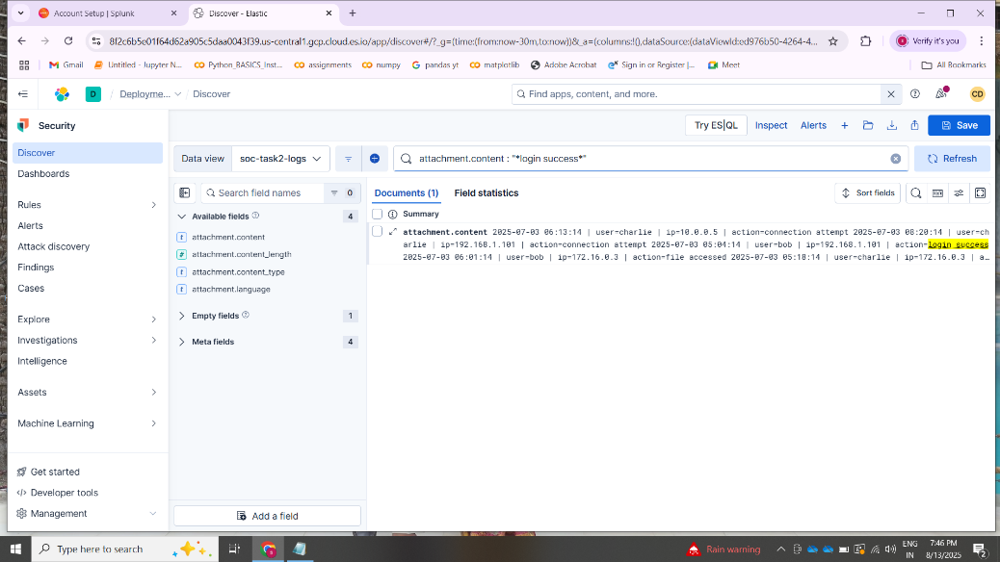 Account Setup | Splunk
Discover - Elastic
8f2c6b5e01f64d62a905c5daa0043f39.us-central1.gcp.cloud.es.io/app/discover#/?_g=(time:(from:now-30m,to:now))&_a=(columns:!(),dataSource:(dataViewId:ed976b50-4264-4...
Verify it's you
Gmail
Untitled - Jupyter N...
Python_BASICS_Inst...
assignments
numpy
pandas yt
matplotlib
Adobe Acrobat
Sign in or Register |...
Meet
All Bookmarks
D
/
Deployme...
/
Discover
Find apps, content, and more.
CD
Security
Try ES|QL
Inspect
Alerts
Save
Discover
Dashboards
Rules
Alerts
Attack discovery
Findings
Cases
Explore
Investigations
Intelligence
Assets
Machine Learning
Get started
Developer tools
Management
Data view
soc-task2-logs
attachment.content : "*login success*"
Refresh
Search field names
0
Available fields
4
attachment.content
attachment.content_length
attachment.content_type
attachment.language
Empty fields
1
Meta fields
4
Add a field
Documents (1)
Field statistics
Sort fields
Summary
attachment.content 2025-07-03 06:13:14 | user=charlie | ip=10.0.0.5 | action=connection attempt 2025-07-03 08:20:14 | user=ch
arlie | ip=192.168.1.101 | action=connection attempt 2025-07-03 05:04:14 | user=bob | ip=192.168.1.101 | action=login success
2025-07-03 06:01:14 | user=bob | ip=172.16.0.3 | action=file accessed 2025-07-03 05:18:14 | user=charlie | ip=172.16.0.3 | a...
Type here to search
Rain warning
ENG
IN
7:46 PM
8/13/2025